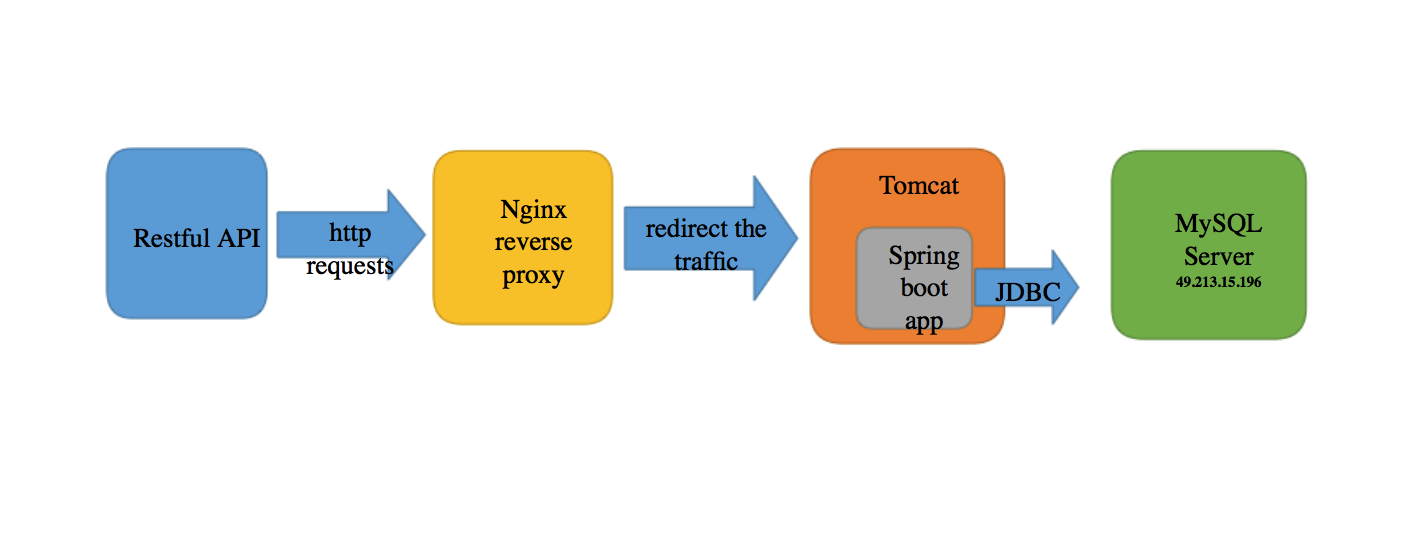 Restful API
http
requests
Nginx
reverse
proxy
redirect the
traffic
Tomcat
Spring
boot
app
JDBC
MySQL
Server
49.213.15.196